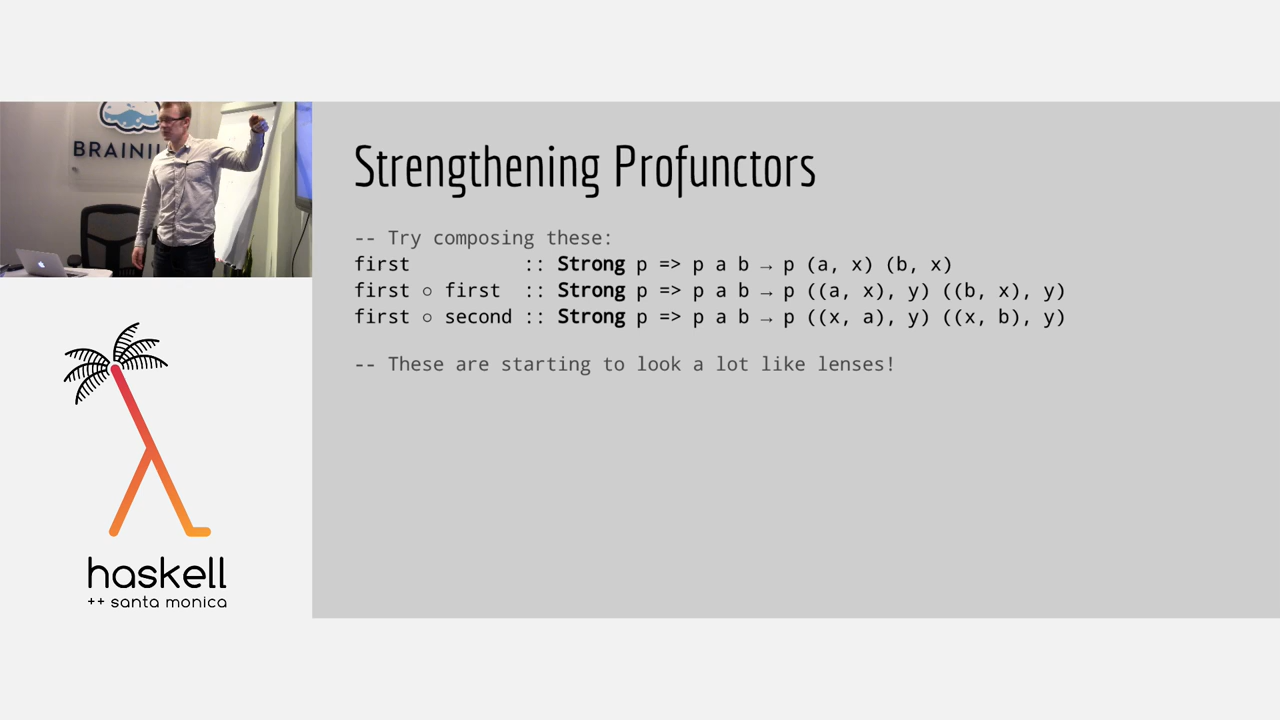 Strengthening Profunctors
-- Try composing these:
first          :: Strong p => p a b → p (a, x) (b, x)
first ○ first  :: Strong p => p a b → p ((a, x), y) ((b, x), y)
first ○ second :: Strong p => p a b → p ((x, a), y) ((x, b), y)
-- These are starting to look a lot like lenses!
haskell
++ santa monica